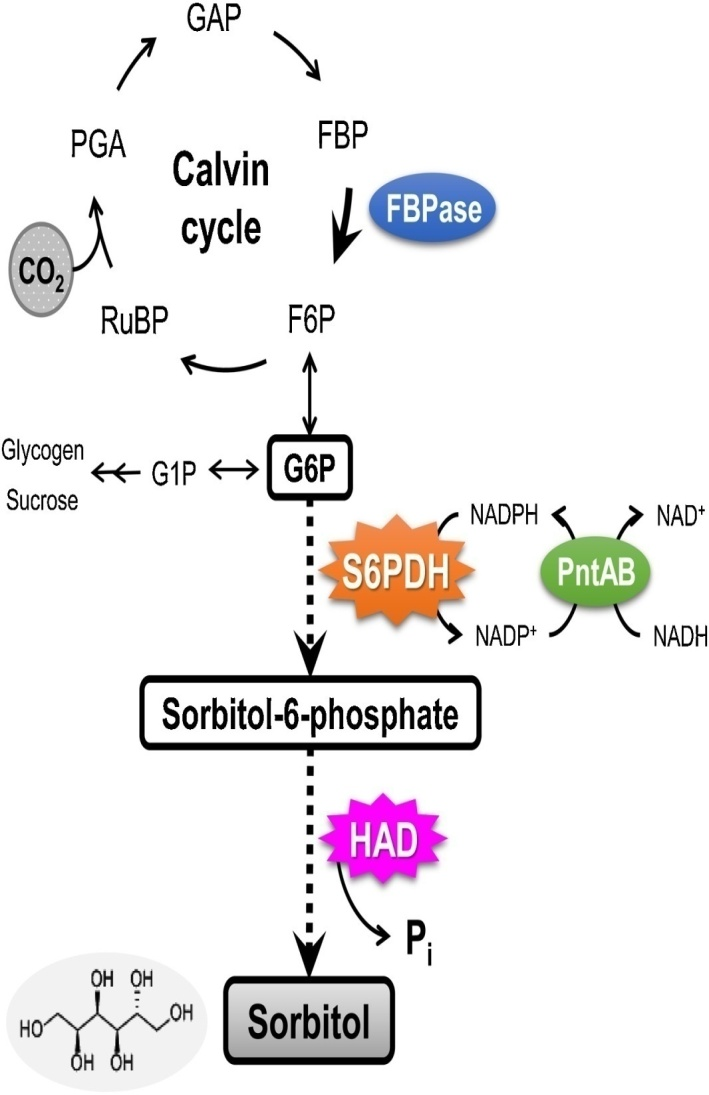 GAP
PGA
FBP
Calvin
cycle
FBPase
CO₂
RuBP
F6P
Glycogen
Sucrose
G1P
G6P
S6PDH
NADPH
NAD⁺
PntAB
NADP⁺
NADH
Sorbitol-6-phosphate
HAD
Pᵢ
OH
OH
HO
OH
OH
OH
Sorbitol